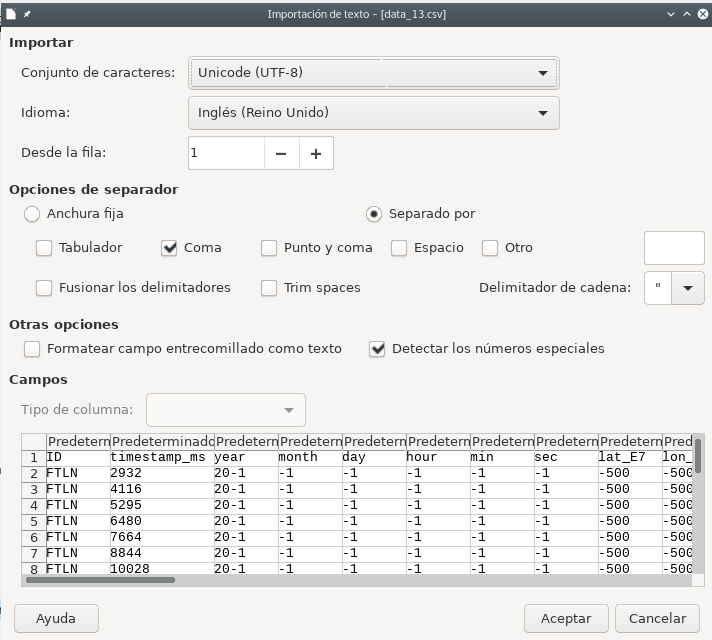 Importación de texto - [data_13.csv]
Importar
Conjunto de caracteres: Unicode (UTF-8)
Idioma: Inglés (Reino Unido)
Desde la fila: 1 − +
Opciones de separador
Anchura fija Separado por
Tabulador Coma Punto y coma Espacio Otro
Fusionar los delimitadores Trim spaces Delimitador de cadena: "
Otras opciones
Formatear campo entrecomillado como texto Detectar los números especiales
Campos
Tipo de columna:
Predetern Predeterminado Predetern Predetern Predetern Predetern Predetern Predetern Predetern Pred
1 ID timestamp_ms year month day hour min sec lat_E7 lon_
2 FTLN 2932 20-1 -1 -1 -1 -1 -1 -500 -500
3 FTLN 4116 20-1 -1 -1 -1 -1 -1 -500 -500
4 FTLN 5295 20-1 -1 -1 -1 -1 -1 -500 -500
5 FTLN 6480 20-1 -1 -1 -1 -1 -1 -500 -500
6 FTLN 7664 20-1 -1 -1 -1 -1 -1 -500 -500
7 FTLN 8844 20-1 -1 -1 -1 -1 -1 -500 -500
8 FTLN 10028 20-1 -1 -1 -1 -1 -1 -500 -500
Ayuda Aceptar Cancelar